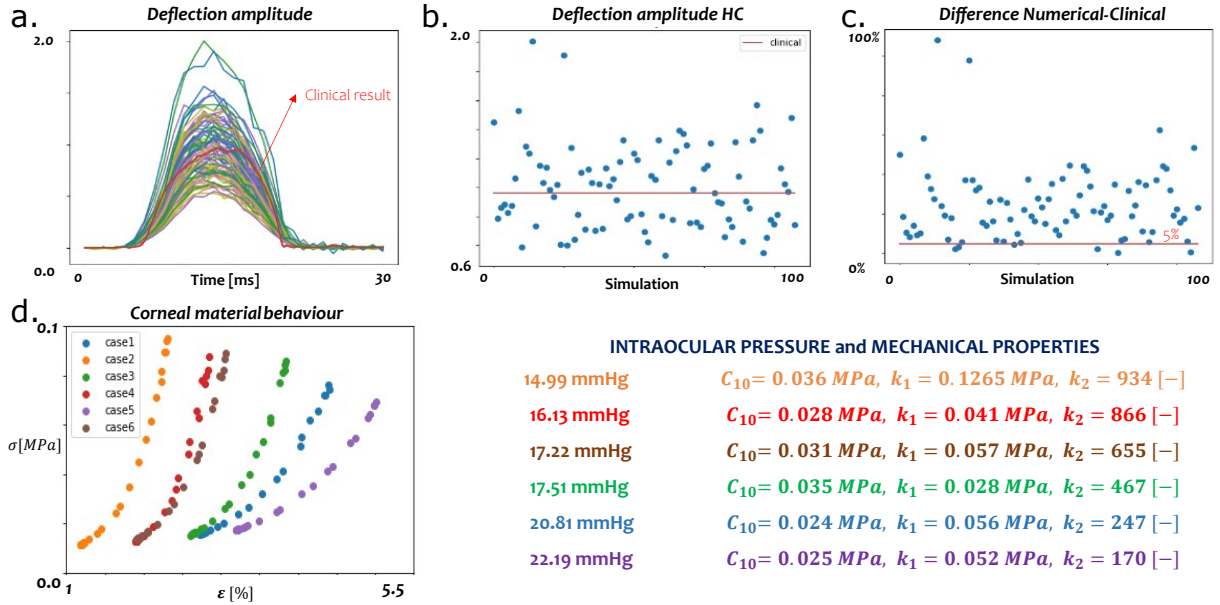 a.
Deflection amplitude
2.0
Clinical result
0.0
0
Time [ms]
30
b.
Deflection amplitude HC
2.0
clinical
0.6
0
Simulation
100
c.
Difference Numerical-Clinical
100%
5%
0%
0
Simulation
100
d.
Corneal material behaviour
0.1
case1
case2
case3
case4
case5
case6
σ[MPa]
0.0
1
ε [%]
5.5
INTRAOCULAR PRESSURE and MECHANICAL PROPERTIES
14.99 mmHg C₁₀= 0.036 MPa, k₁ = 0.1265 MPa, k₂ = 934 [−]
16.13 mmHg C₁₀= 0.028 MPa, k₁ = 0.041 MPa, k₂ = 866 [−]
17.22 mmHg C₁₀= 0.031 MPa, k₁ = 0.057 MPa, k₂ = 655 [−]
17.51 mmHg C₁₀= 0.035 MPa, k₁ = 0.028 MPa, k₂ = 467 [−]
20.81 mmHg C₁₀= 0.024 MPa, k₁ = 0.056 MPa, k₂ = 247 [−]
22.19 mmHg C₁₀= 0.025 MPa, k₁ = 0.052 MPa, k₂ = 170 [−]